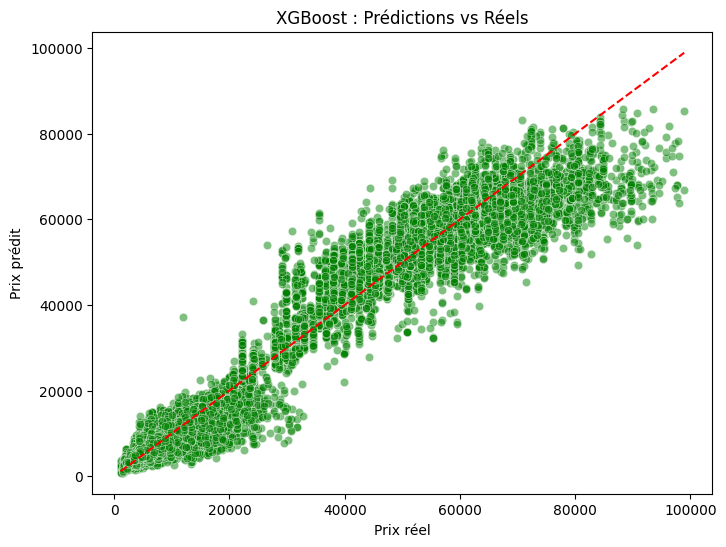 XGBoost : Prédictions vs Réels
100000
80000
60000
40000
20000
0
Prix prédit
0 20000 40000 60000 80000 100000
Prix réel